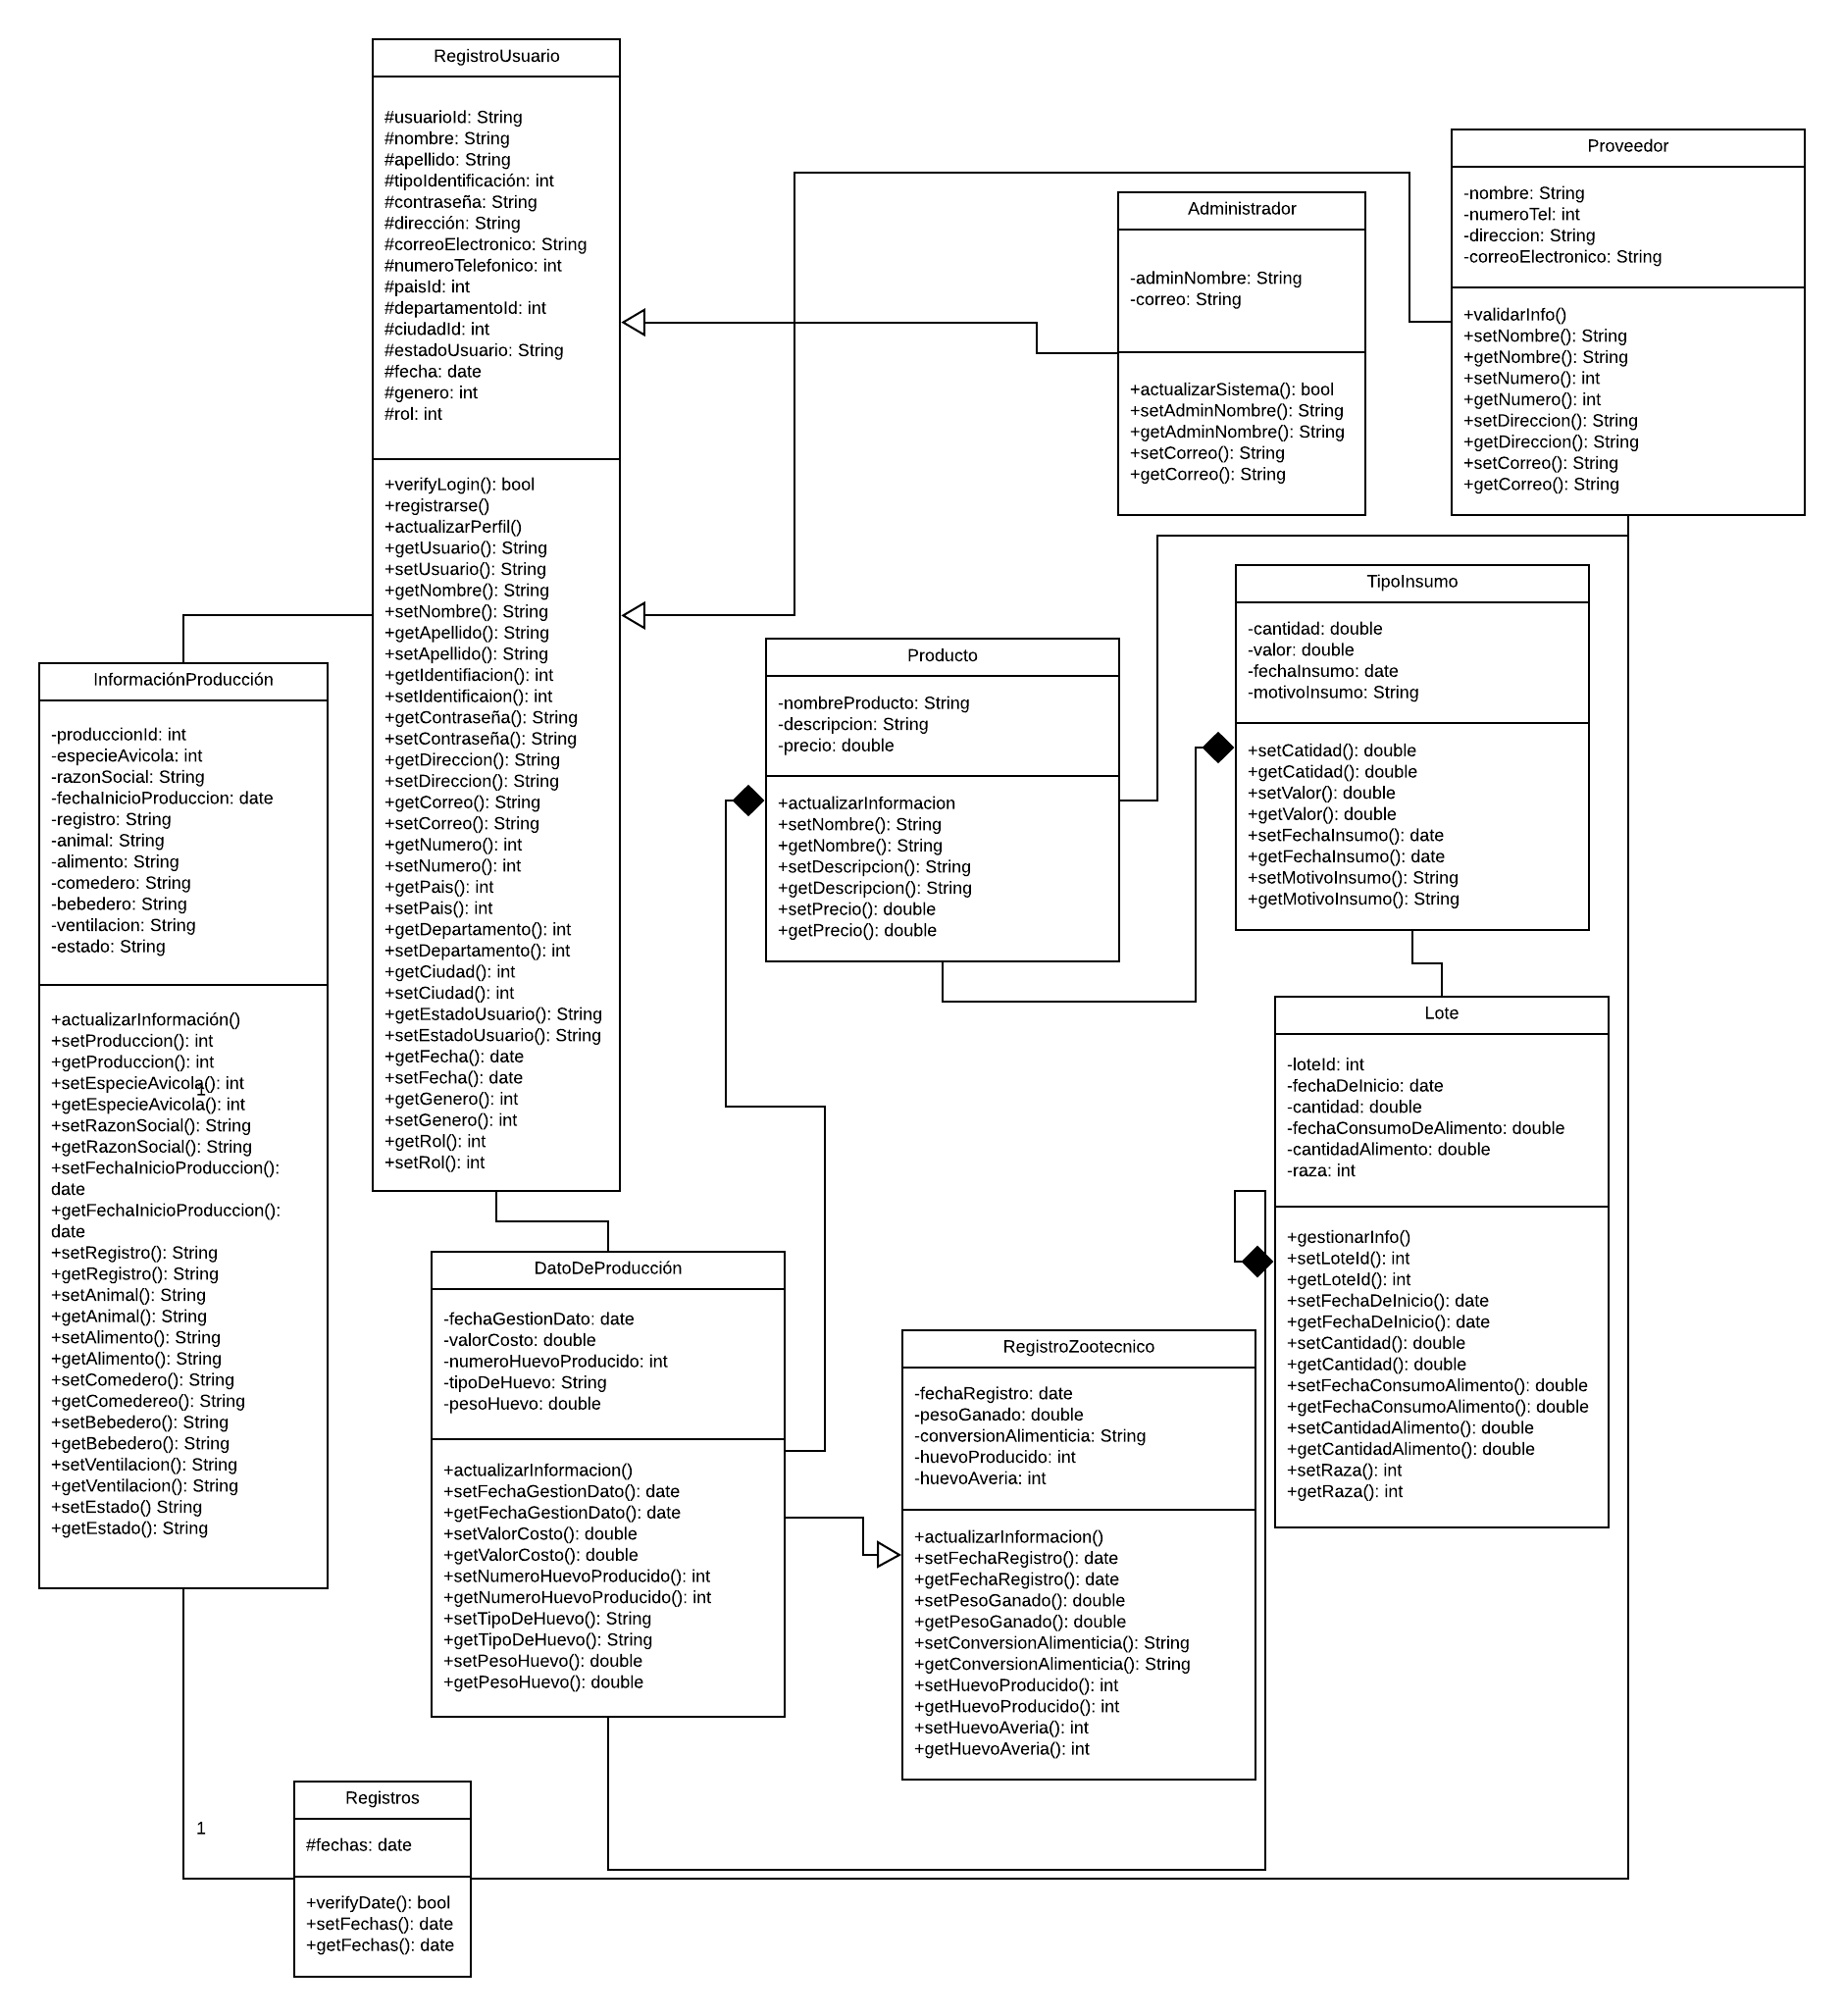 RegistroUsuario
#usuarioId: String
#nombre: String
#apellido: String
#tipoIdentificación: int
#contraseña: String
#dirección: String
#correoElectronico: String
#numeroTelefonico: int
#paisId: int
#departamentoId: int
#ciudadId: int
#estadoUsuario: String
#fecha: date
#genero: int
#rol: int
+verifyLogin(): bool
+registrarse()
+actualizarPerfil()
+getUsuario(): String
+setUsuario(): String
+getNombre(): String
+setNombre(): String
+getApellido(): String
+setApellido(): String
+getIdentifiacion(): int
+setIdentificaion(): int
+getContraseña(): String
+setContraseña(): String
+getDireccion(): String
+setDireccion(): String
+getCorreo(): String
+setCorreo(): String
+getNumero(): int
+setNumero(): int
+getPais(): int
+setPais(): int
+getDepartamento(): int
+setDepartamento(): int
+getCiudad(): int
+setCiudad(): int
+getEstadoUsuario(): String
+setEstadoUsuario(): String
+getFecha(): date
+setFecha(): date
+getGenero(): int
+setGenero(): int
+getRol(): int
+setRol(): int
Administrador
-adminNombre: String
-correo: String
+actualizarSistema(): bool
+setAdminNombre(): String
+getAdminNombre(): String
+setCorreo(): String
+getCorreo(): String
Proveedor
-nombre: String
-numeroTel: int
-direccion: String
-correoElectronico: String
+validarInfo()
+setNombre(): String
+getNombre(): String
+setNumero(): int
+getNumero(): int
+setDireccion(): String
+getDireccion(): String
+setCorreo(): String
+getCorreo(): String
InformaciónProducción
-produccionId: int
-especieAvicola: int
-razonSocial: String
-fechaInicioProduccion: date
-registro: String
-animal: String
-alimento: String
-comedero: String
-bebedero: String
-ventilacion: String
-estado: String
+actualizarInformación()
+setProduccion(): int
+getProduccion(): int
+setEspecieAvicola(): int
1
+getEspecieAvicola(): int
+setRazonSocial(): String
+getRazonSocial(): String
+setFechaInicioProduccion():
date
+getFechaInicioProduccion():
date
+setRegistro(): String
+getRegistro(): String
+setAnimal(): String
+getAnimal(): String
+setAlimento(): String
+getAlimento(): String
+setComedero(): String
+getComedereo(): String
+setBebedero(): String
+getBebedero(): String
+setVentilacion(): String
+getVentilacion(): String
+setEstado() String
+getEstado(): String
Producto
-nombreProducto: String
-descripcion: String
-precio: double
+actualizarInformacion
+setNombre(): String
+getNombre(): String
+setDescripcion(): String
+getDescripcion(): String
+setPrecio(): double
+getPrecio(): double
TipoInsumo
-cantidad: double
-valor: double
-fechaInsumo: date
-motivoInsumo: String
+setCatidad(): double
+getCatidad(): double
+setValor(): double
+getValor(): double
+setFechaInsumo(): date
+getFechaInsumo(): date
+setMotivoInsumo(): String
+getMotivoInsumo(): String
Lote
-loteId: int
-fechaDeInicio: date
-cantidad: double
-fechaConsumoDeAlimento: double
-cantidadAlimento: double
-raza: int
+gestionarInfo()
+setLoteId(): int
+getLoteId(): int
+setFechaDeInicio(): date
+getFechaDeInicio(): date
+setCantidad(): double
+getCantidad(): double
+setFechaConsumoAlimento(): double
+getFechaConsumoAlimento(): double
+setCantidadAlimento(): double
+getCantidadAlimento(): double
+setRaza(): int
+getRaza(): int
DatoDeProducción
-fechaGestionDato: date
-valorCosto: double
-numeroHuevoProducido: int
-tipoDeHuevo: String
-pesoHuevo: double
+actualizarInformacion()
+setFechaGestionDato(): date
+getFechaGestionDato(): date
+setValorCosto(): double
+getValorCosto(): double
+setNumeroHuevoProducido(): int
+getNumeroHuevoProducido(): int
+setTipoDeHuevo(): String
+getTipoDeHuevo(): String
+setPesoHuevo(): double
+getPesoHuevo(): double
RegistroZootecnico
-fechaRegistro: date
-pesoGanado: double
-conversionAlimenticia: String
-huevoProducido: int
-huevoAveria: int
+actualizarInformacion()
+setFechaRegistro(): date
+getFechaRegistro(): date
+setPesoGanado(): double
+getPesoGanado(): double
+setConversionAlimenticia(): String
+getConversionAlimenticia(): String
+setHuevoProducido(): int
+getHuevoProducido(): int
+setHuevoAveria(): int
+getHuevoAveria(): int
1
Registros
#fechas: date
+verifyDate(): bool
+setFechas(): date
+getFechas(): date